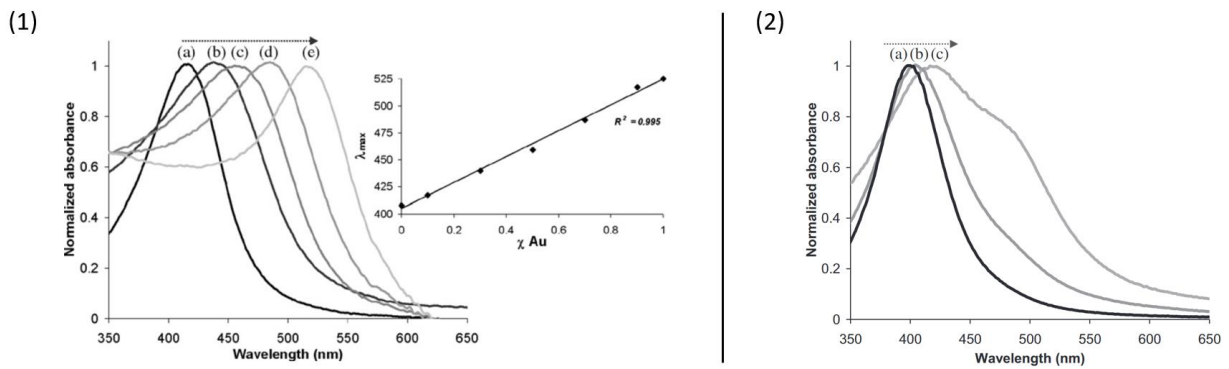 (1)
(a) (b) (c) (d) (e)
Normalized absorbance
1
0.8
0.6
0.4
0.2
0
350 400 450 500 550 600 650
Wavelength (nm)
λmax
525
500
475
450
425
400
R² = 0.995
0 0.2 0.4 0.6 0.8 1
χ Au
(2)
(a) (b) (c)
Normalized absorbance
1
0.8
0.6
0.4
0.2
0
350 400 450 500 550 600 650
Wavelength (nm)